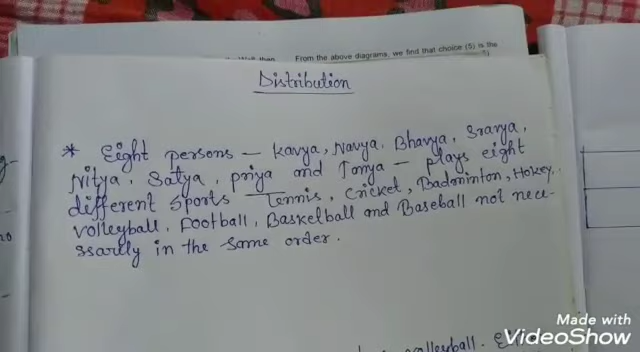 From the above diagrams, we find that choice (5) is the
Distribution
* Eight persons – Kavya, Navya, Bhavya, Sravya,
Nitya, Satya, priya and Tanya – plays eight
different sports – Tennis, Cricket, Badminton, Hokey,
volleyball, Football, Basketball and Baseball not nece-
ssarily in the same order.
volleyball.
Made with
VideoShow